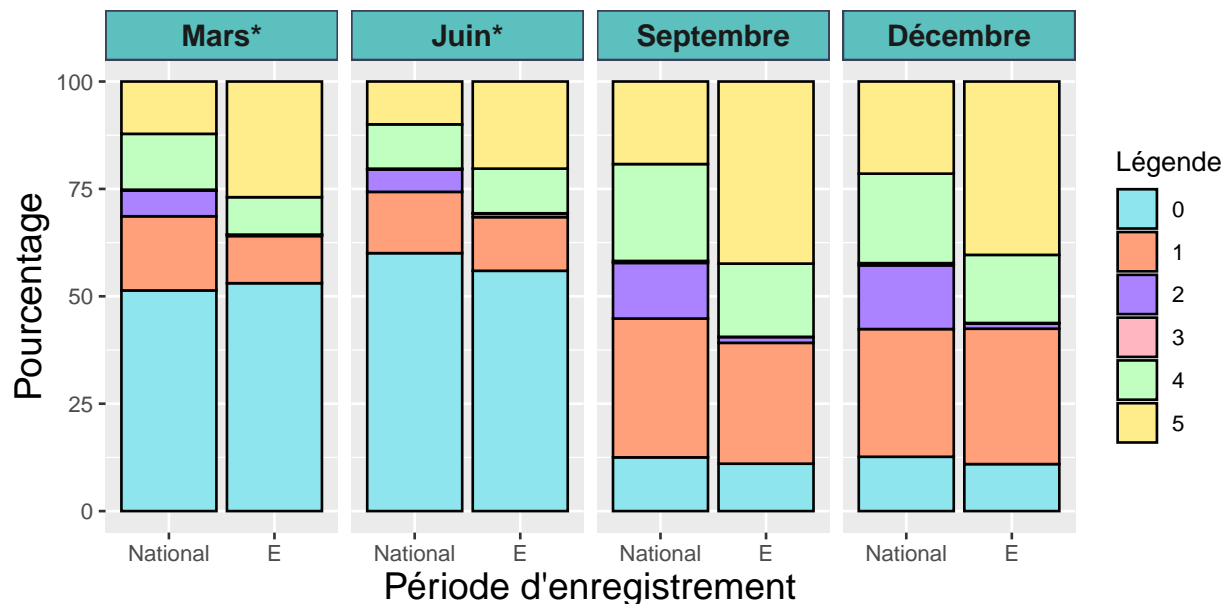 Mars* Juin* Septembre Décembre
Pourcentage
100
75
50
25
0
National E National E National E National E
Période d'enregistrement
Légende
0
1
2
3
4
5